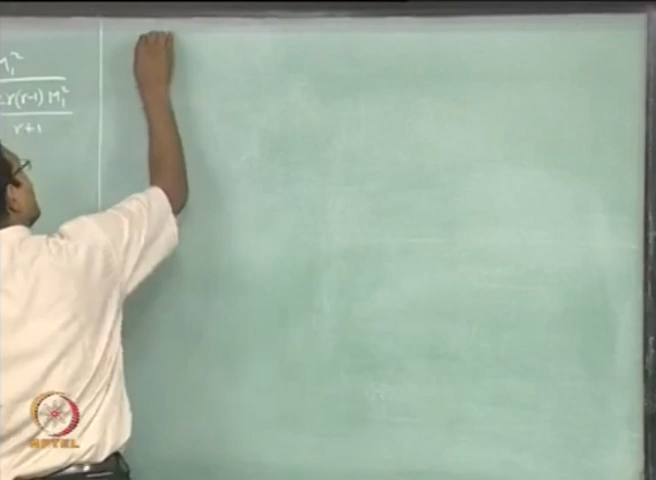 M₁²
r(r-1) M₁²
r+1
NPTEL